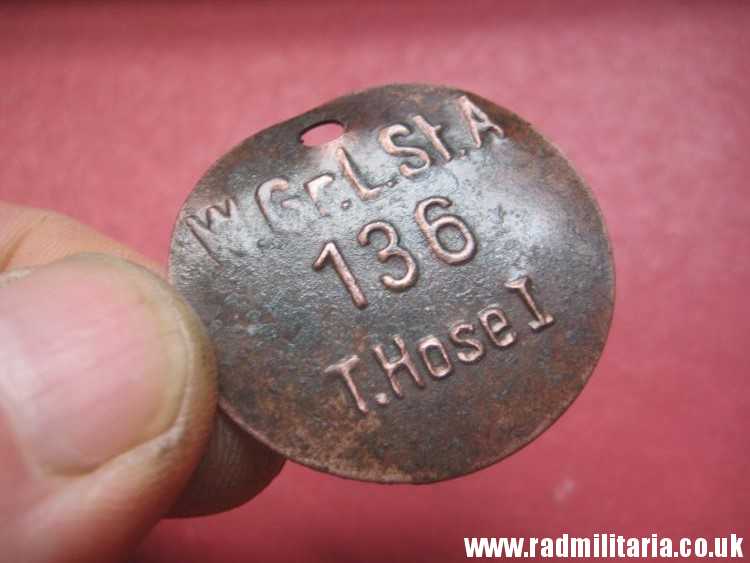 W Gr.L.St.A
136
T.Hose I
www.radmilitaria.co.uk